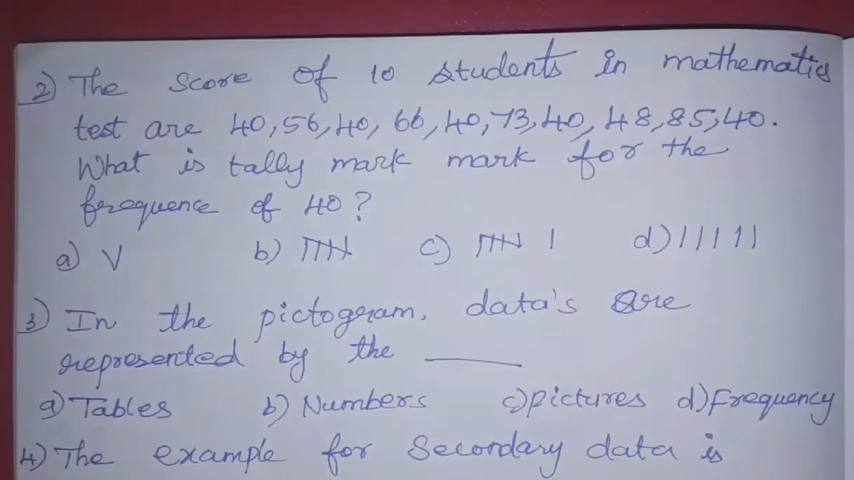 2) The Score of 10 students in mathematics
test are 40,56,40, 66,40,73,40, 48,85,40.
What is tally mark mark for the
frequence of 40?
a) V b) 𝍸 c) 𝍸 | d) | | | | |
3) In the pictogram, data's are
represented by the ______
a) Tables b) Numbers c) pictures d) Frequency
4) The example for Secordary data is